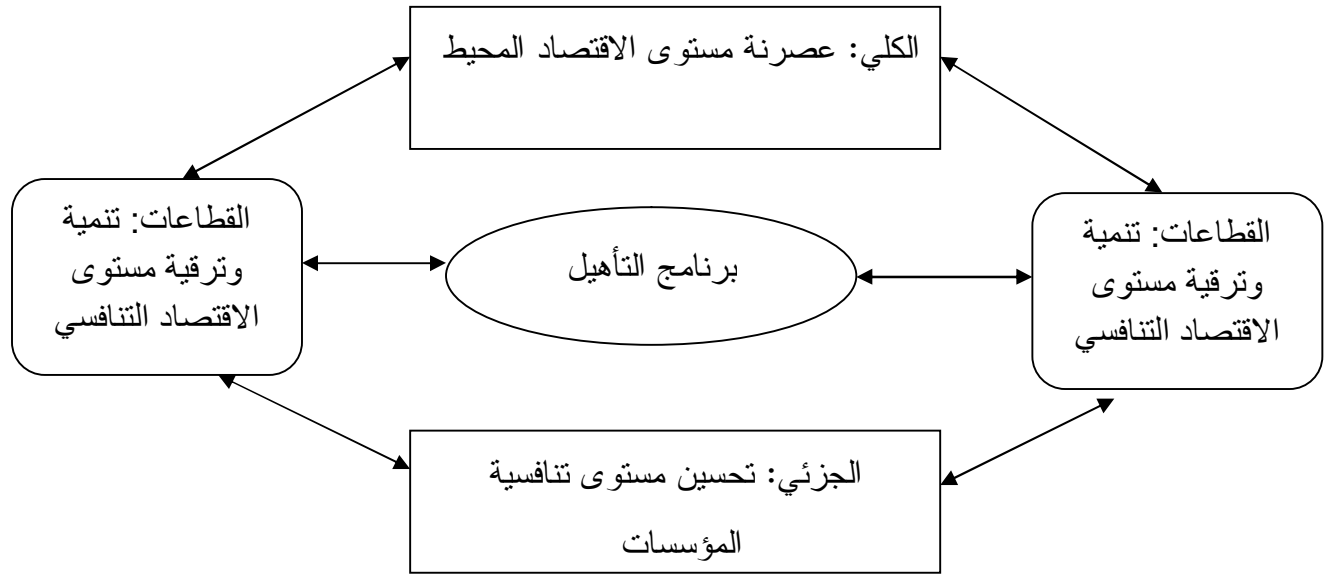 الكلي: عصرنة مستوى الاقتصاد المحيط
القطاعات: تنمية
وترقية مستوى
الاقتصاد التنافسي
برنامج التأهيل
القطاعات: تنمية
وترقية مستوى
الاقتصاد التنافسي
الجزئي: تحسين مستوى تنافسية
المؤسسات